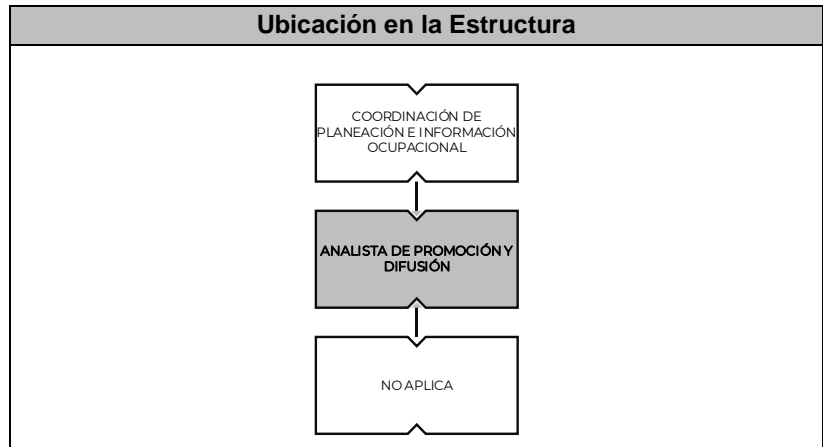 Ubicación en la Estructura
COORDINACIÓN DE
PLANEACIÓN E INFORMACIÓN
OCUPACIONAL
ANALISTA DE PROMOCIÓN Y
DIFUSIÓN
NO APLICA